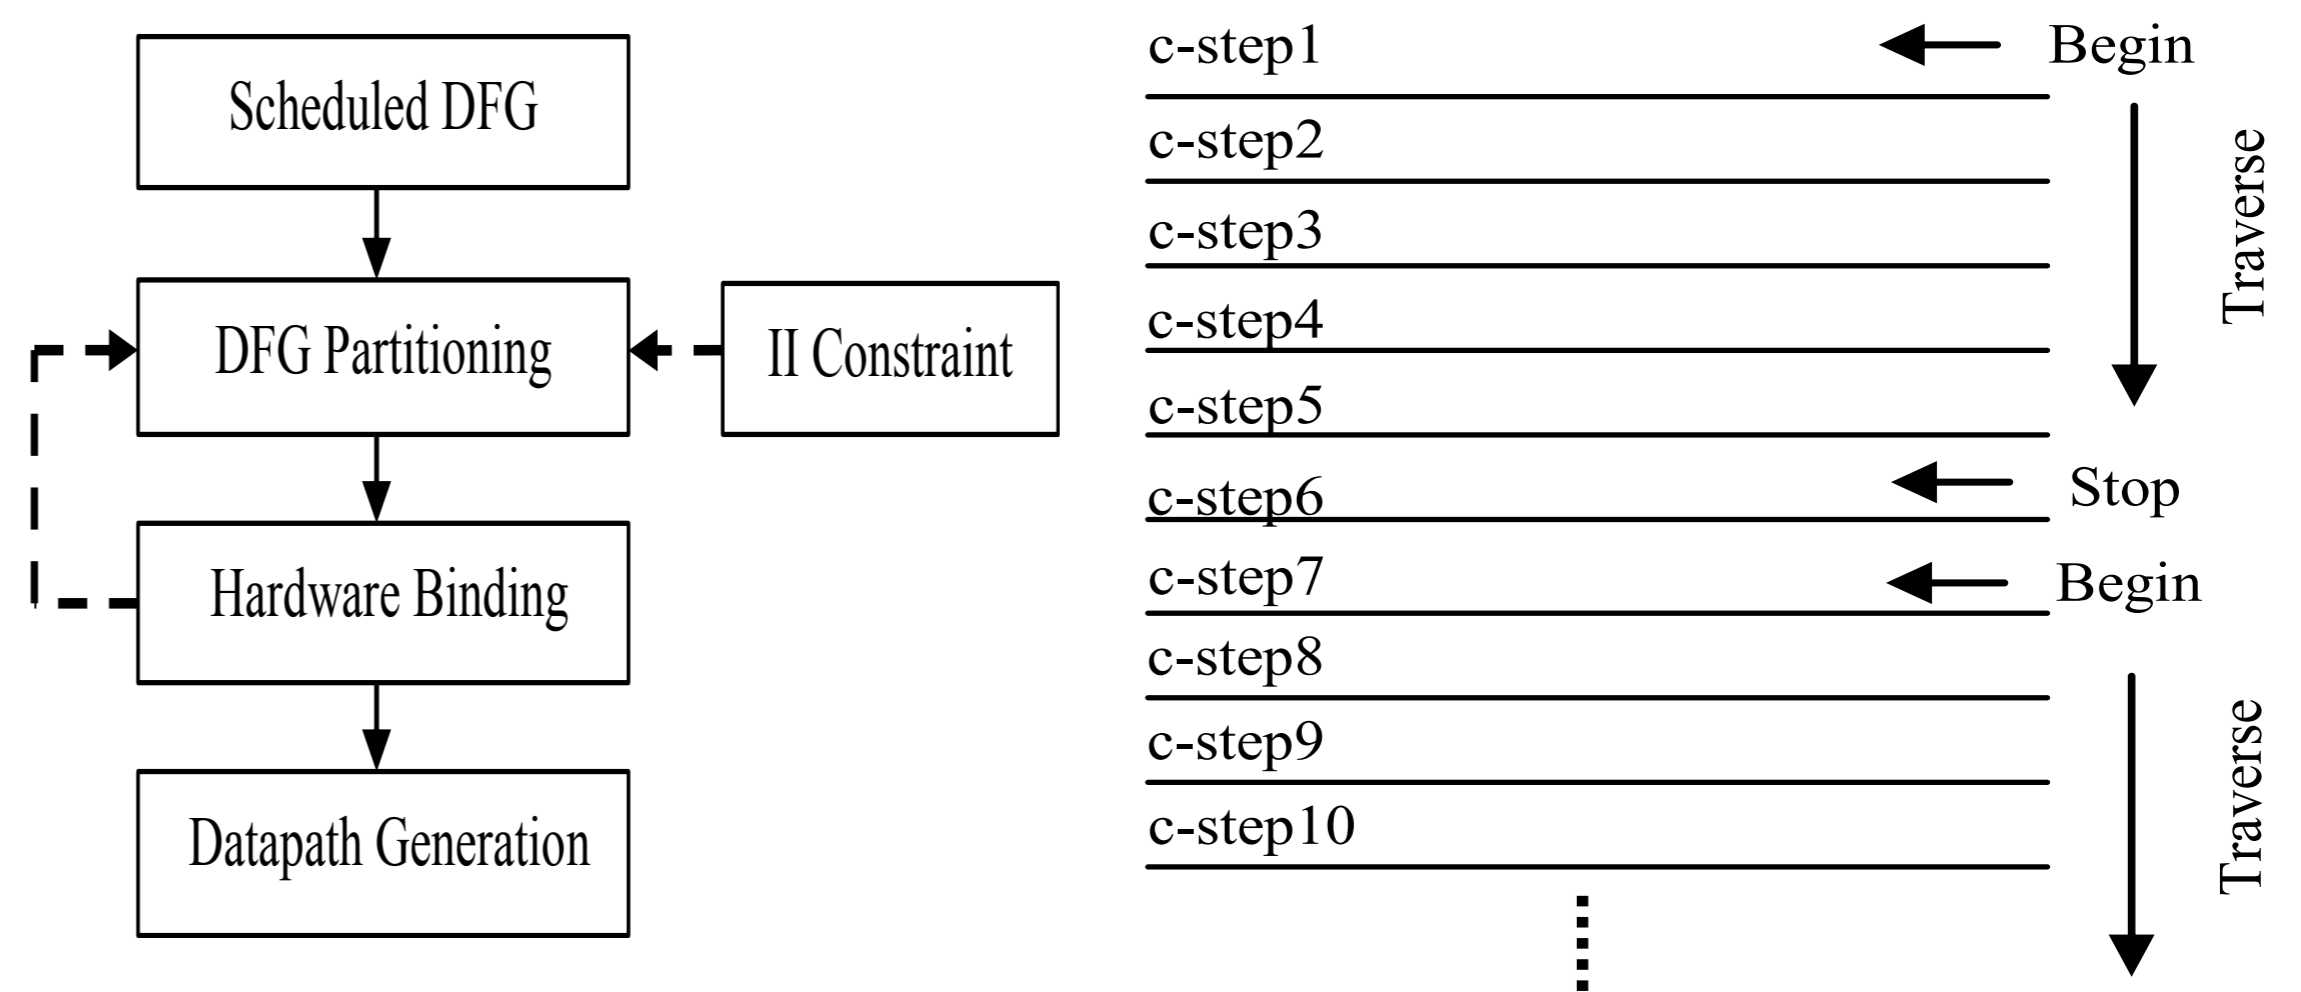 Scheduled DFG
DFG Partitioning
II Constraint
Hardware Binding
Datapath Generation
c-step1
Begin
c-step2
c-step3
c-step4
c-step5
Traverse
c-step6
Stop
c-step7
Begin
c-step8
c-step9
c-step10
Traverse